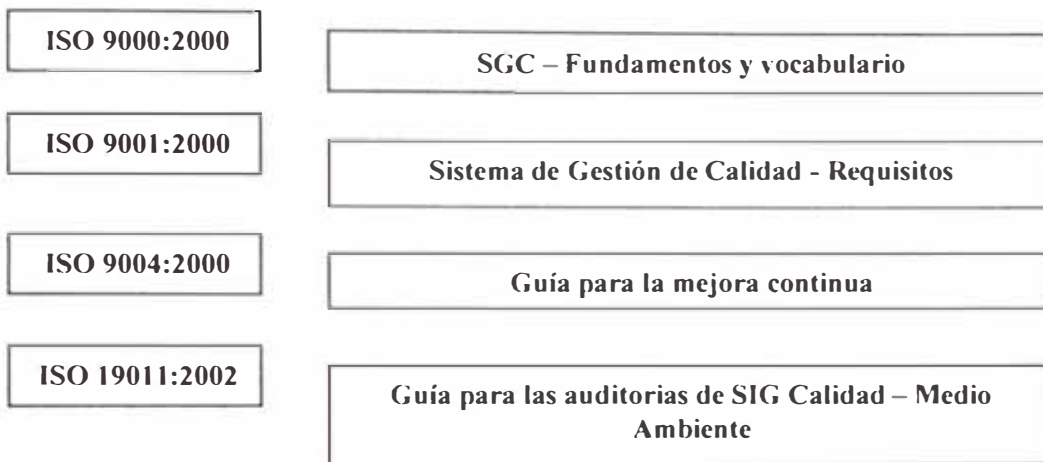 ISO 9000:2000
SGC – Fundamentos y vocabulario
ISO 9001:2000
Sistema de Gestión de Calidad - Requisitos
ISO 9004:2000
Guía para la mejora continua
ISO 19011:2002
Guía para las auditorias de SIG Calidad – Medio
Ambiente